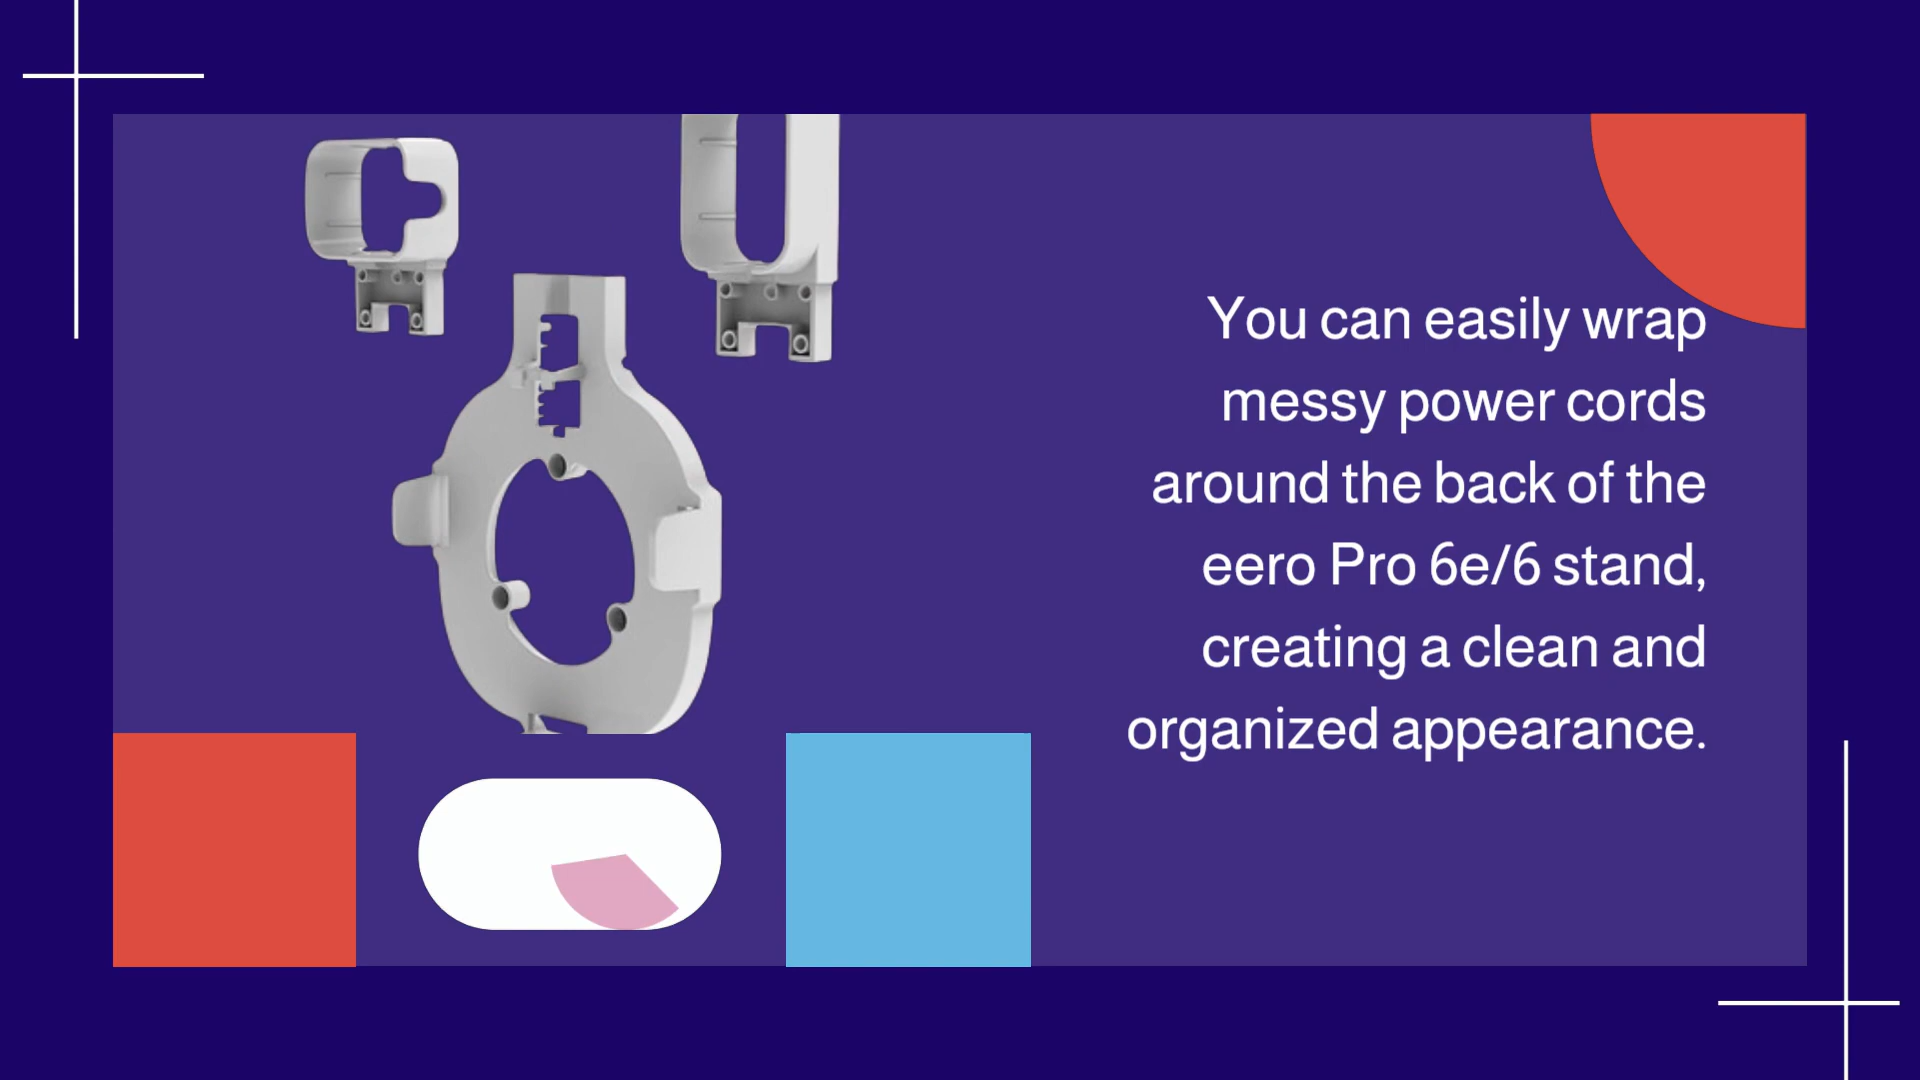 You can easily wrap
messy power cords
around the back of the
eero Pro 6e/6 stand,
creating a clean and
organized appearance.